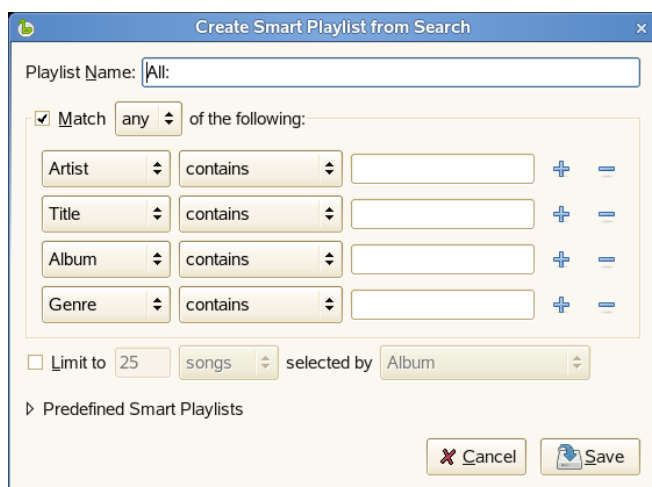 Create Smart Playlist from Search
Playlist Name: All:
Match any of the following:
Artist contains
Title contains
Album contains
Genre contains
Limit to 25 songs selected by Album
Predefined Smart Playlists
Cancel Save